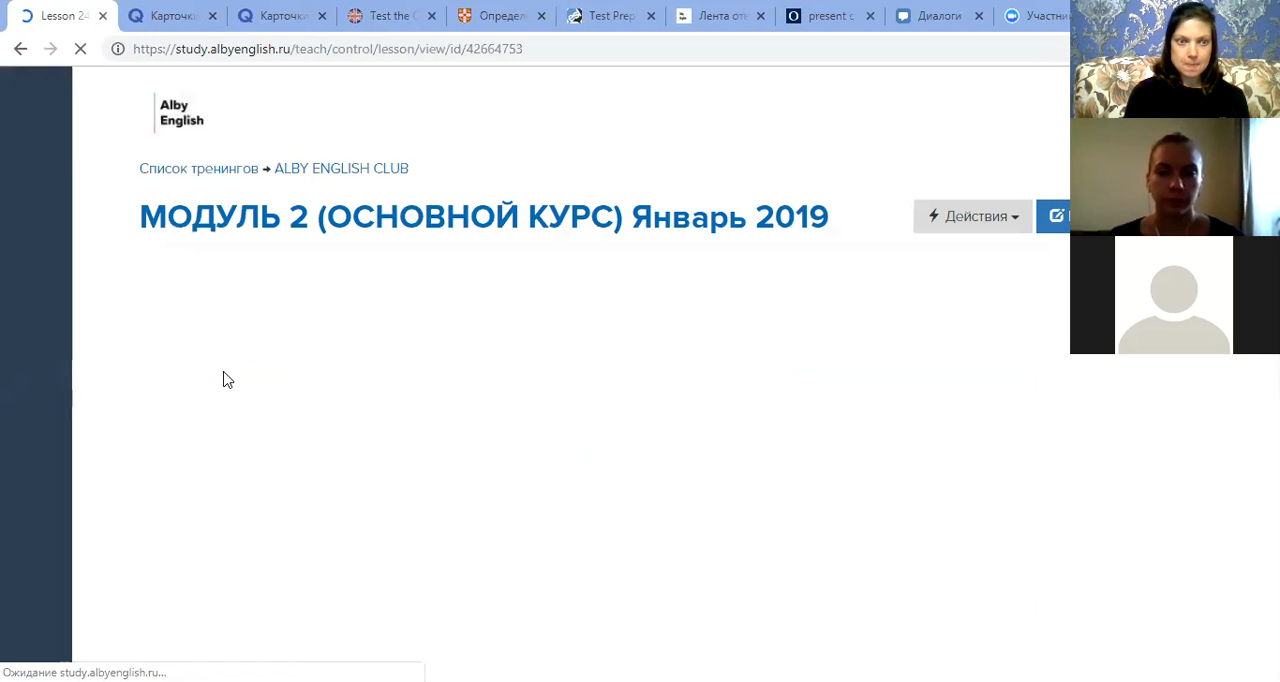 Lesson 24
Карточк
Карточки
Test the
Определ
Test Prep
Лента от
present c
Диалоги
Участни
https://study.albyenglish.ru/teach/control/lesson/view/id/42664753
Alby
English
Список тренингов → ALBY ENGLISH CLUB
МОДУЛЬ 2 (ОСНОВНОЙ КУРС) Январь 2019
Действия
Ожидание study.albyenglish.ru...